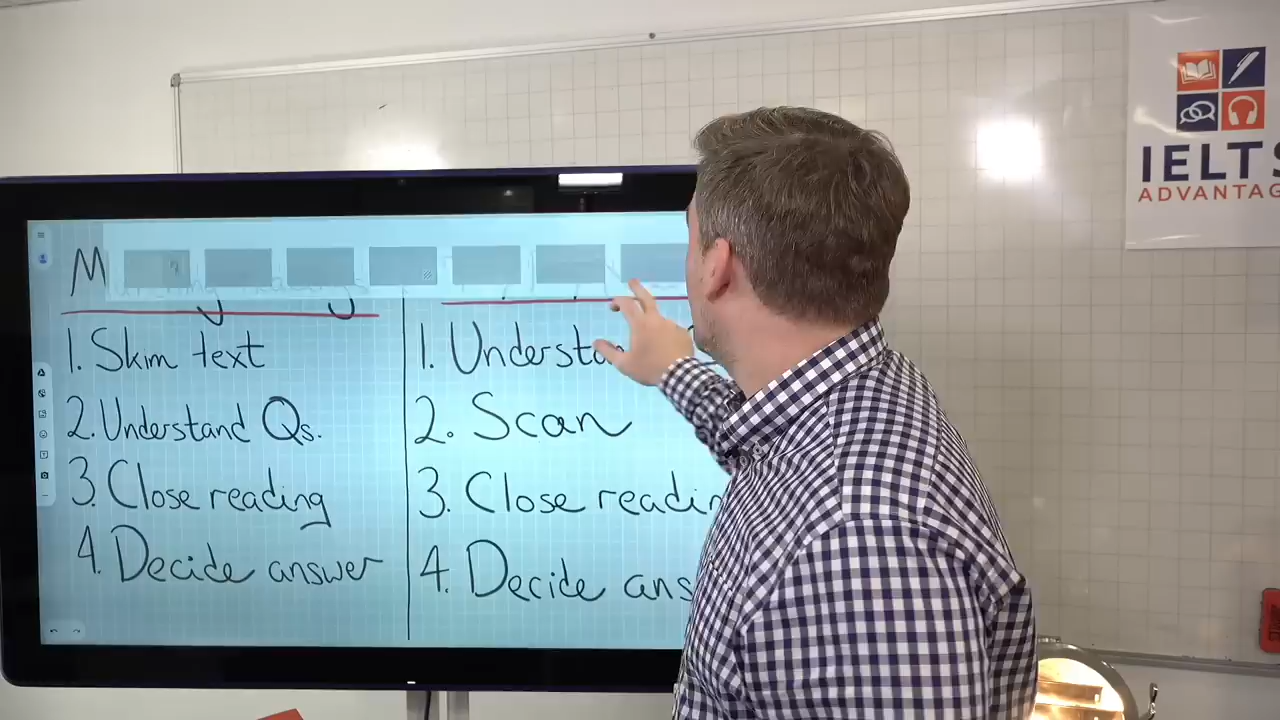 M
1. Skim text
2. Understand Qs.
3. Close reading
4. Decide answer
1. Understa
2. Scan
3. Close readin
4. Decide ans
IELTS
ADVANTAG